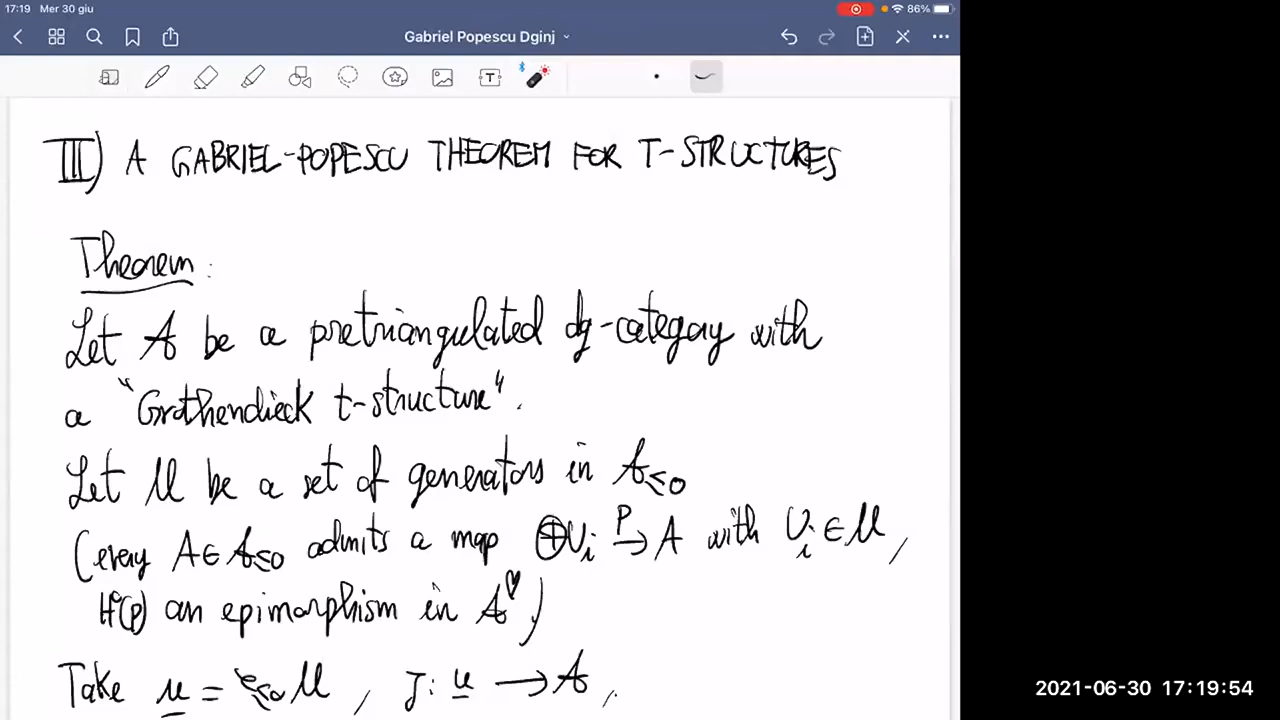 17:19 Mer 30 giu
86%
Gabriel Popescu Dginj
III) A GABRIEL-POPESCU THEOREM FOR T-STRUCTURES
Theorem:
Let A be a pretriangulated dg-category with
a "Grothendieck t-structure".
Let U be a set of generators in A≤0
(every A ∈ A≤0 admits a map ⊕Ui →p A with Ui ∈ U,
H⁰(p) an epimorphism in A♡)
Take u = τ≤0 U, J: u → A,
2021-06-30 17:19:54